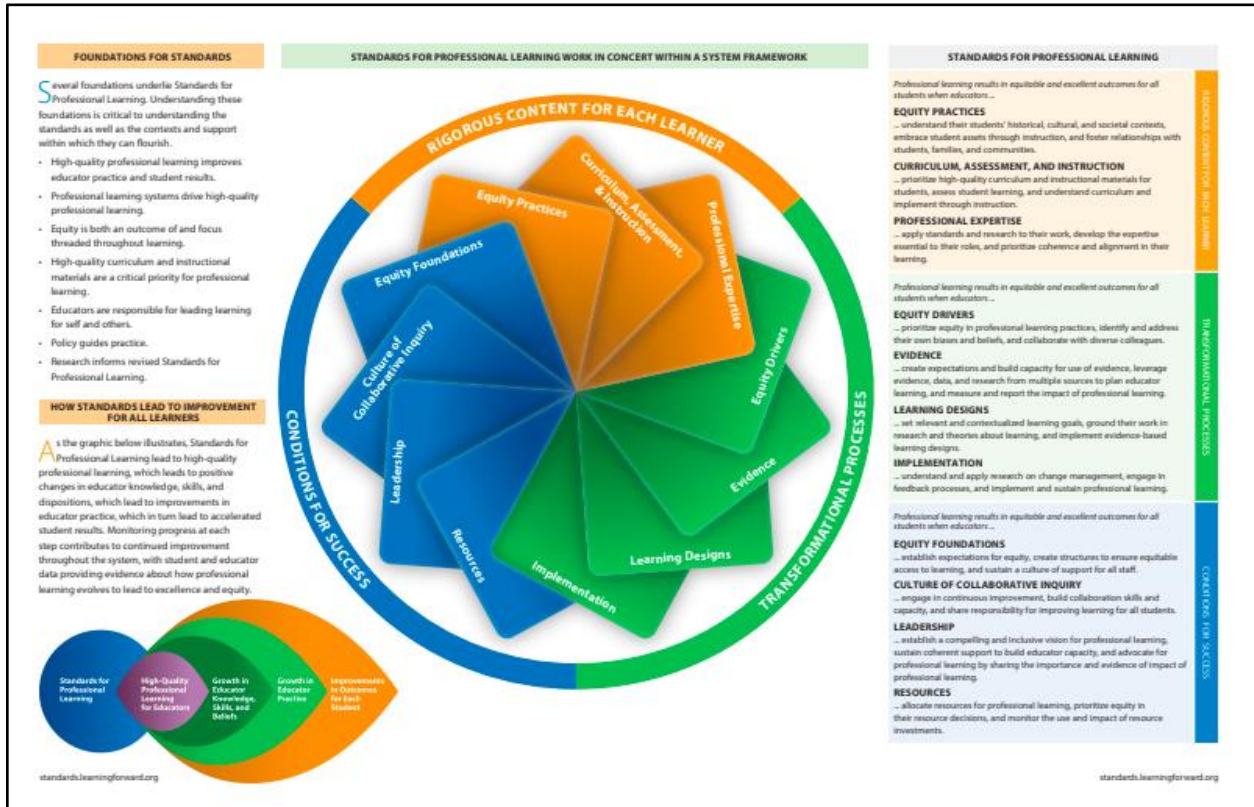 FOUNDATIONS FOR STANDARDS
Several foundations underlie Standards for
Professional Learning. Understanding these
foundations is critical to understanding the
standards as well as the contexts and support
within which they can flourish.
• High-quality professional learning improves
educator practice and student results.
• Professional learning systems drive high-quality
professional learning.
• Equity is both an outcome of and focus
threaded throughout learning.
• High-quality curriculum and instructional
materials are a critical priority for professional
learning.
• Educators are responsible for leading learning
for self and others.
• Policy guides practice.
• Research informs revised Standards for
Professional Learning.
HOW STANDARDS LEAD TO IMPROVEMENT
FOR ALL LEARNERS
As the graphic below illustrates, Standards for
Professional Learning lead to high-quality
professional learning, which leads to positive
changes in educator knowledge, skills, and
dispositions, which lead to improvements in
educator practice, which in turn lead to accelerated
student results. Monitoring progress at each
step contributes to continued improvement
throughout the system, with student and educator
data providing evidence about how professional
learning evolves to lead to excellence and equity.
Standards for
Professional
Learning
High-Quality
Professional
Learning
for Educators
Growth in
Educator
Knowledge,
Skills, and
Beliefs
Growth in
Educator
Practice
Improvements
in Outcomes
for Each
Student
standards.learningforward.org
STANDARDS FOR PROFESSIONAL LEARNING WORK IN CONCERT WITHIN A SYSTEM FRAMEWORK
RIGOROUS CONTENT FOR EACH LEARNER
Equity Practices
Curriculum, Assessment,
& Instruction
Professional Expertise
TRANSFORMATIONAL PROCESSES
Equity Drivers
Evidence
Learning Designs
Implementation
CONDITIONS FOR SUCCESS
Equity Foundations
Culture of
Collaborative Inquiry
Leadership
Resources
STANDARDS FOR PROFESSIONAL LEARNING
Professional learning results in equitable and excellent outcomes for all
students when educators ...
EQUITY PRACTICES
... understand their students' historical, cultural, and societal contexts,
embrace student assets through instruction, and foster relationships with
students, families, and communities.
CURRICULUM, ASSESSMENT, AND INSTRUCTION
... prioritize high-quality curriculum and instructional materials for
students, assess student learning, and understand curriculum and
implement through instruction.
PROFESSIONAL EXPERTISE
... apply standards and research to their work, develop the expertise
essential to their roles, and prioritize coherence and alignment in their
learning.
RIGOROUS CONTENT FOR EACH LEARNER
Professional learning results in equitable and excellent outcomes for all
students when educators ...
EQUITY DRIVERS
... prioritize equity in professional learning practices, identify and address
their own biases and beliefs, and collaborate with diverse colleagues.
EVIDENCE
... create expectations and build capacity for use of evidence, leverage
evidence, data, and research from multiple sources to plan educator
learning, and measure and report the impact of professional learning.
LEARNING DESIGNS
... set relevant and contextualized learning goals, ground their work in
research and theories about learning, and implement evidence-based
learning designs.
IMPLEMENTATION
... understand and apply research on change management, engage in
feedback processes, and implement and sustain professional learning.
TRANSFORMATIONAL PROCESSES
Professional learning results in equitable and excellent outcomes for all
students when educators ...
EQUITY FOUNDATIONS
... establish expectations for equity, create structures to ensure equitable
access to learning, and sustain a culture of support for all staff.
CULTURE OF COLLABORATIVE INQUIRY
... engage in continuous improvement, build collaboration skills and
capacity, and share responsibility for improving learning for all students.
LEADERSHIP
... establish a compelling and inclusive vision for professional learning,
sustain coherent support to build educator capacity, and advocate for
professional learning by sharing the importance and evidence of impact of
professional learning.
RESOURCES
... allocate resources for professional learning, prioritize equity in
their resource decisions, and monitor the use and impact of resource
investments.
CONDITIONS FOR SUCCESS
standards.learningforward.org